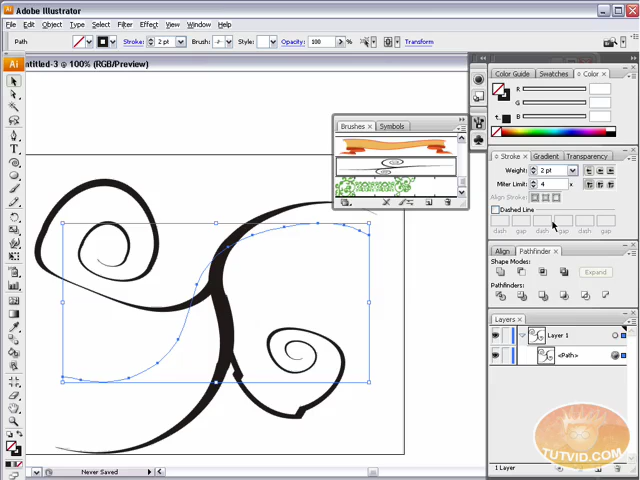 Adobe Illustrator
File Edit Object Type Select Filter Effect View Window Help
Path Stroke: 2 pt Brush: Style: Opacity: 100 % Transform
Ai
ntitled-3 @ 100% (RGB/Preview)
Brushes Symbols
Color Guide Swatches Color
R
G
B
Stroke Gradient Transparency
Weight: 2 pt
Miter Limit: 4 x
Align Stroke:
Dashed Line
dash gap dash gap dash gap
Align Pathfinder
Shape Modes:
Expand
Pathfinders:
Layers
Layer 1
<Path>
TUTVID.COM
1 Layer
Never Saved